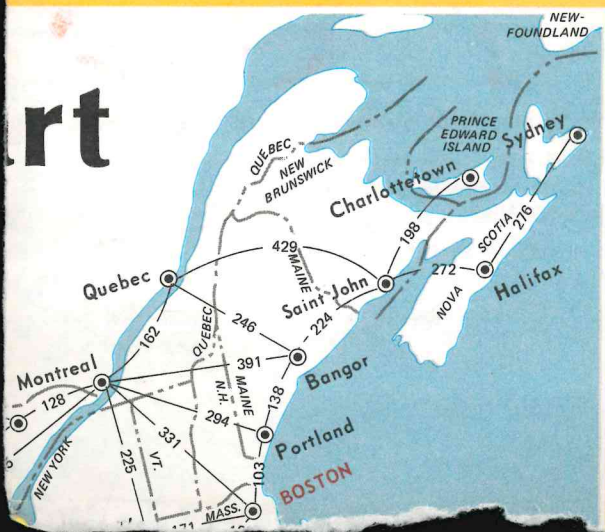 NEW-
FOUNDLAND
rt
PRINCE
EDWARD
ISLAND
Sydney
QUEBEC
NEW
BRUNSWICK
Charlottetown
198
SCOTIA
276
429
MAINE
Quebec
Saint John
272
NOVA
Halifax
162
246
QUEBEC
224
Montreal
391
Bangor
128
N.H.
MAINE
138
294
Portland
331
NEW YORK
225
VT.
103
BOSTON
MASS.
171